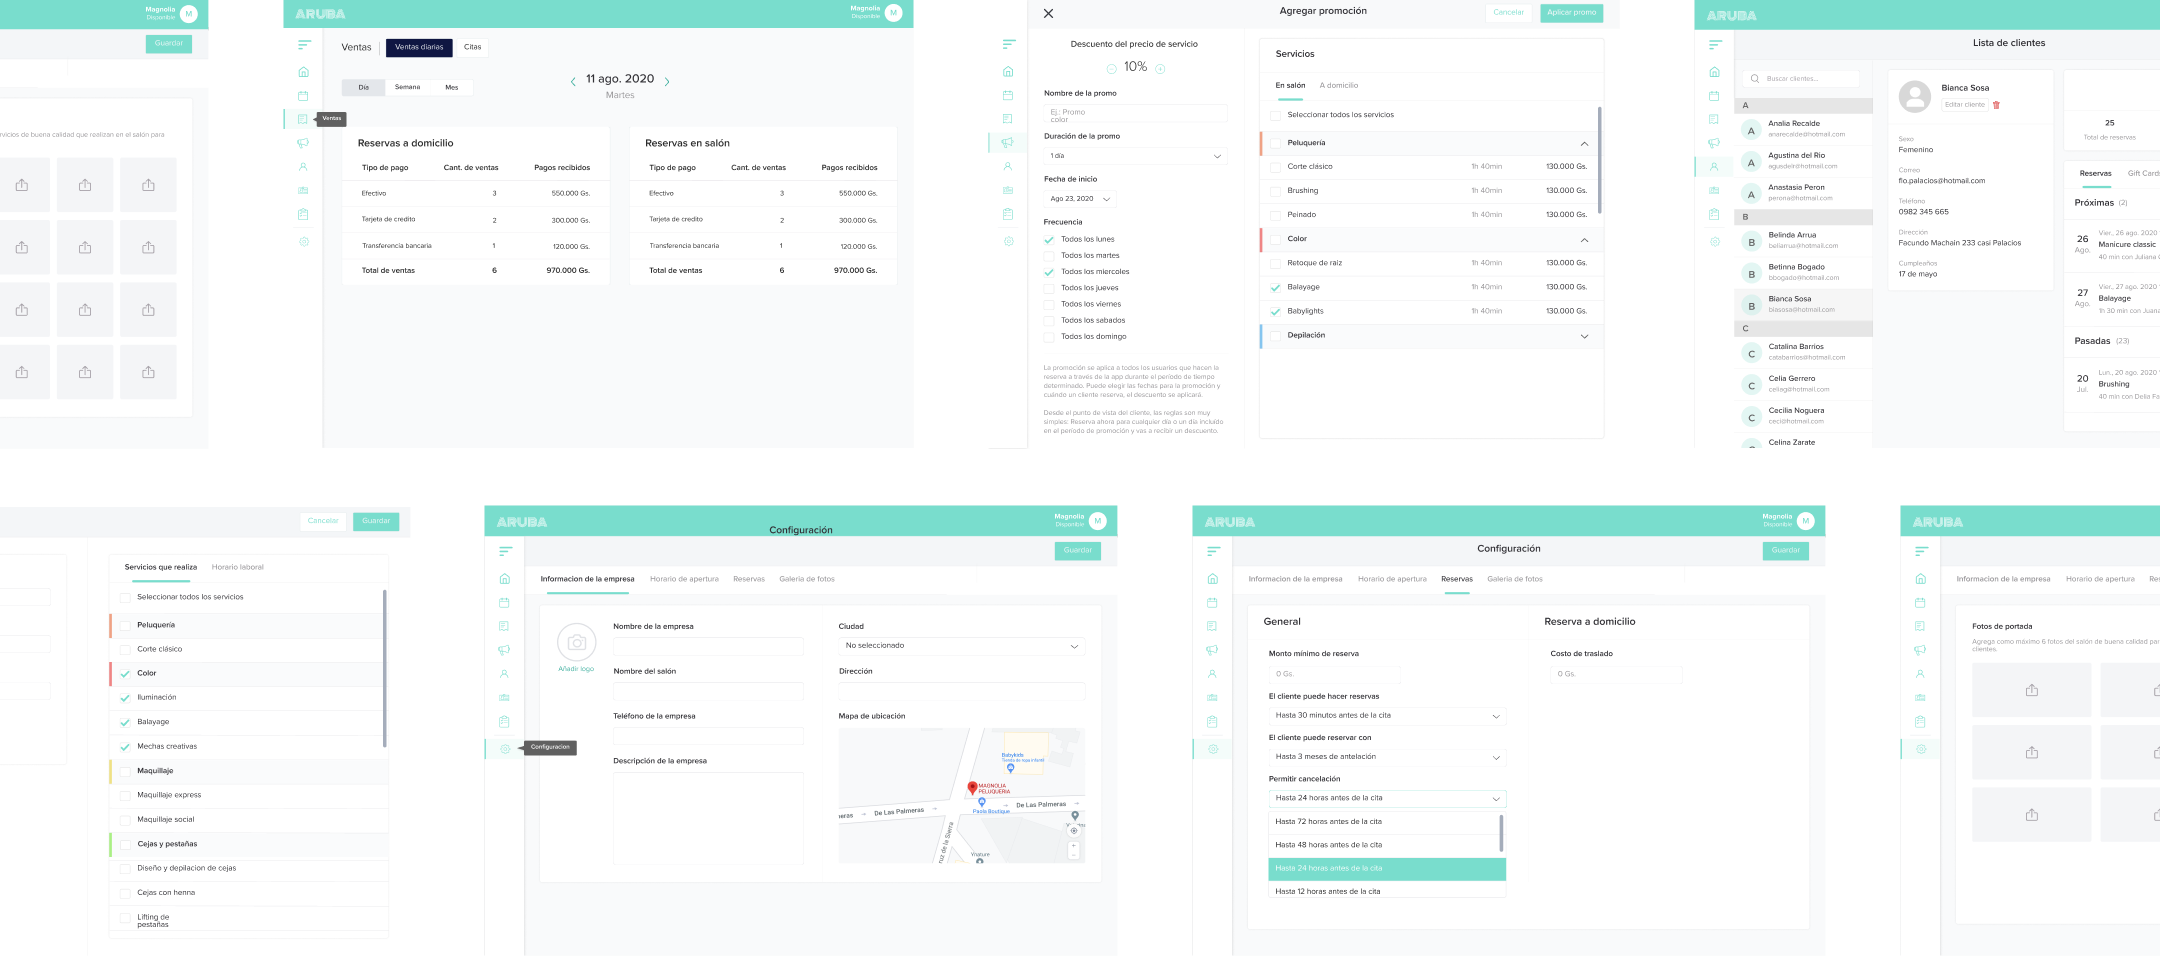 Magnolia
Disponible
M
Guardar
servicios de buena calidad que realizan en el salón para
ARUBA
Magnolia
Disponible
M
Ventas
Ventas diarias
Citas
Día
Semana
Mes
11 ago. 2020
Martes
Ventas
Reservas a domicilio
Tipo de pago
Cant. de ventas
Pagos recibidos
Efectivo
3
550.000 Gs.
Tarjeta de credito
2
300.000 Gs.
Transferencia bancaria
1
120.000 Gs.
Total de ventas
6
970.000 Gs.
Reservas en salón
Tipo de pago
Cant. de ventas
Pagos recibidos
Efectivo
3
550.000 Gs.
Tarjeta de credito
2
300.000 Gs.
Transferencia bancaria
1
120.000 Gs.
Total de ventas
6
970.000 Gs.
Agregar promoción
Cancelar
Aplicar promo
Descuento del precio de servicio
10%
Nombre de la promo
Ej.: Promo
color
Duración de la promo
1 día
Fecha de inicio
Ago 23, 2020
Frecuencia
Todos los lunes
Todos los martes
Todos los miercoles
Todos los jueves
Todos los viernes
Todos los sabados
Todos los domingo
La promoción se aplica a todos los usuarios que hacen la
reserva a través de la app durante el período de tiempo
determinado. Puede elegir las fechas para la promoción y
cuándo un cliente reserva, el descuento se aplicará.
Desde el punto de vista del cliente, las reglas son muy
simples: Reserva ahora para cualquier día o un día incluído
en el período de promoción y vas a recibir un descuento.
Servicios
En salón
A domicilio
Seleccionar todos los servicios
Peluquería
Corte clásico
1h 40min
130.000 Gs.
Brushing
1h 40min
130.000 Gs.
Peinado
1h 40min
130.000 Gs.
Color
Retoque de raiz
1h 40min
130.000 Gs.
Balayage
1h 40min
130.000 Gs.
Babylights
1h 40min
130.000 Gs.
Depilación
ARUBA
Lista de clientes
Buscar clientes...
A
A
Analia Recalde
anarecalde@hotmail.com
A
Agustina del Rio
agusdelr@hotmail.com
A
Anastasia Peron
perona@hotmail.com
B
B
Belinda Arrua
beliarrua@hotmail.com
B
Betinna Bogado
bbogado@hotmail.com
B
Bianca Sosa
biasosa@hotmail.com
C
C
Catalina Barrios
catabarrios@hotmail.com
C
Celia Gerrero
celiag@hotmail.com
C
Cecilia Noguera
ceci@hotmail.com
Celina Zarate
Bianca Sosa
Editar cliente
Sexo
Femenino
Correo
flo.palacios@hotmail.com
Teléfono
0982 345 665
Dirección
Facundo Machain 233 casi Palacios
Cumpleaños
17 de mayo
25
Total de reservas
Reservas
Gift Cards
Próximas (2)
26
Ago.
Vier., 26 ago. 2020
Manicure classic
40 min con Juliana
27
Ago.
Vier., 27 ago. 2020
Balayage
1h 30 min con Juana
Pasadas (23)
20
Jul.
Lun., 20 ago. 2020
Brushing
40 min con Delia
Cancelar
Guardar
Servicios que realiza
Horario laboral
Seleccionar todos los servicios
Peluquería
Corte clásico
Color
Iluminación
Balayage
Mechas creativas
Maquillaje
Maquillaje express
Maquillaje social
Cejas y pestañas
Diseño y depilacion de cejas
Cejas con henna
Lifting de
pestañas
ARUBA
Configuración
Magnolia
Disponible
M
Guardar
Informacion de la empresa
Horario de apertura
Reservas
Galeria de fotos
Añadir logo
Nombre de la empresa
Nombre del salón
Teléfono de la empresa
Descripción de la empresa
Configuracion
Ciudad
No seleccionado
Dirección
Mapa de ubicación
Babykids
Tienda de ropa infantil
MAGNOLIA
PELUQUERIA
Paola Boutique
De Las Palmeras
De Las Palmeras
Ynature
ARUBA
Magnolia
Disponible
M
Configuración
Guardar
Informacion de la empresa
Horario de apertura
Reservas
Galeria de fotos
General
Monto mínimo de reserva
0 Gs.
El cliente puede hacer reservas
Hasta 30 minutos antes de la cita
El cliente puede reservar con
Hasta 3 meses de antelación
Permitir cancelación
Hasta 24 horas antes de la cita
Hasta 72 horas antes de la cita
Hasta 48 horas antes de la cita
Hasta 24 horas antes de la cita
Hasta 12 horas antes de la cita
Reserva a domicilio
Costo de traslado
0 Gs.
ARUBA
Informacion de la empresa
Horario de apertura
Fotos de portada
Agrega como máximo 6 fotos del salón de buena calidad para
clientes.